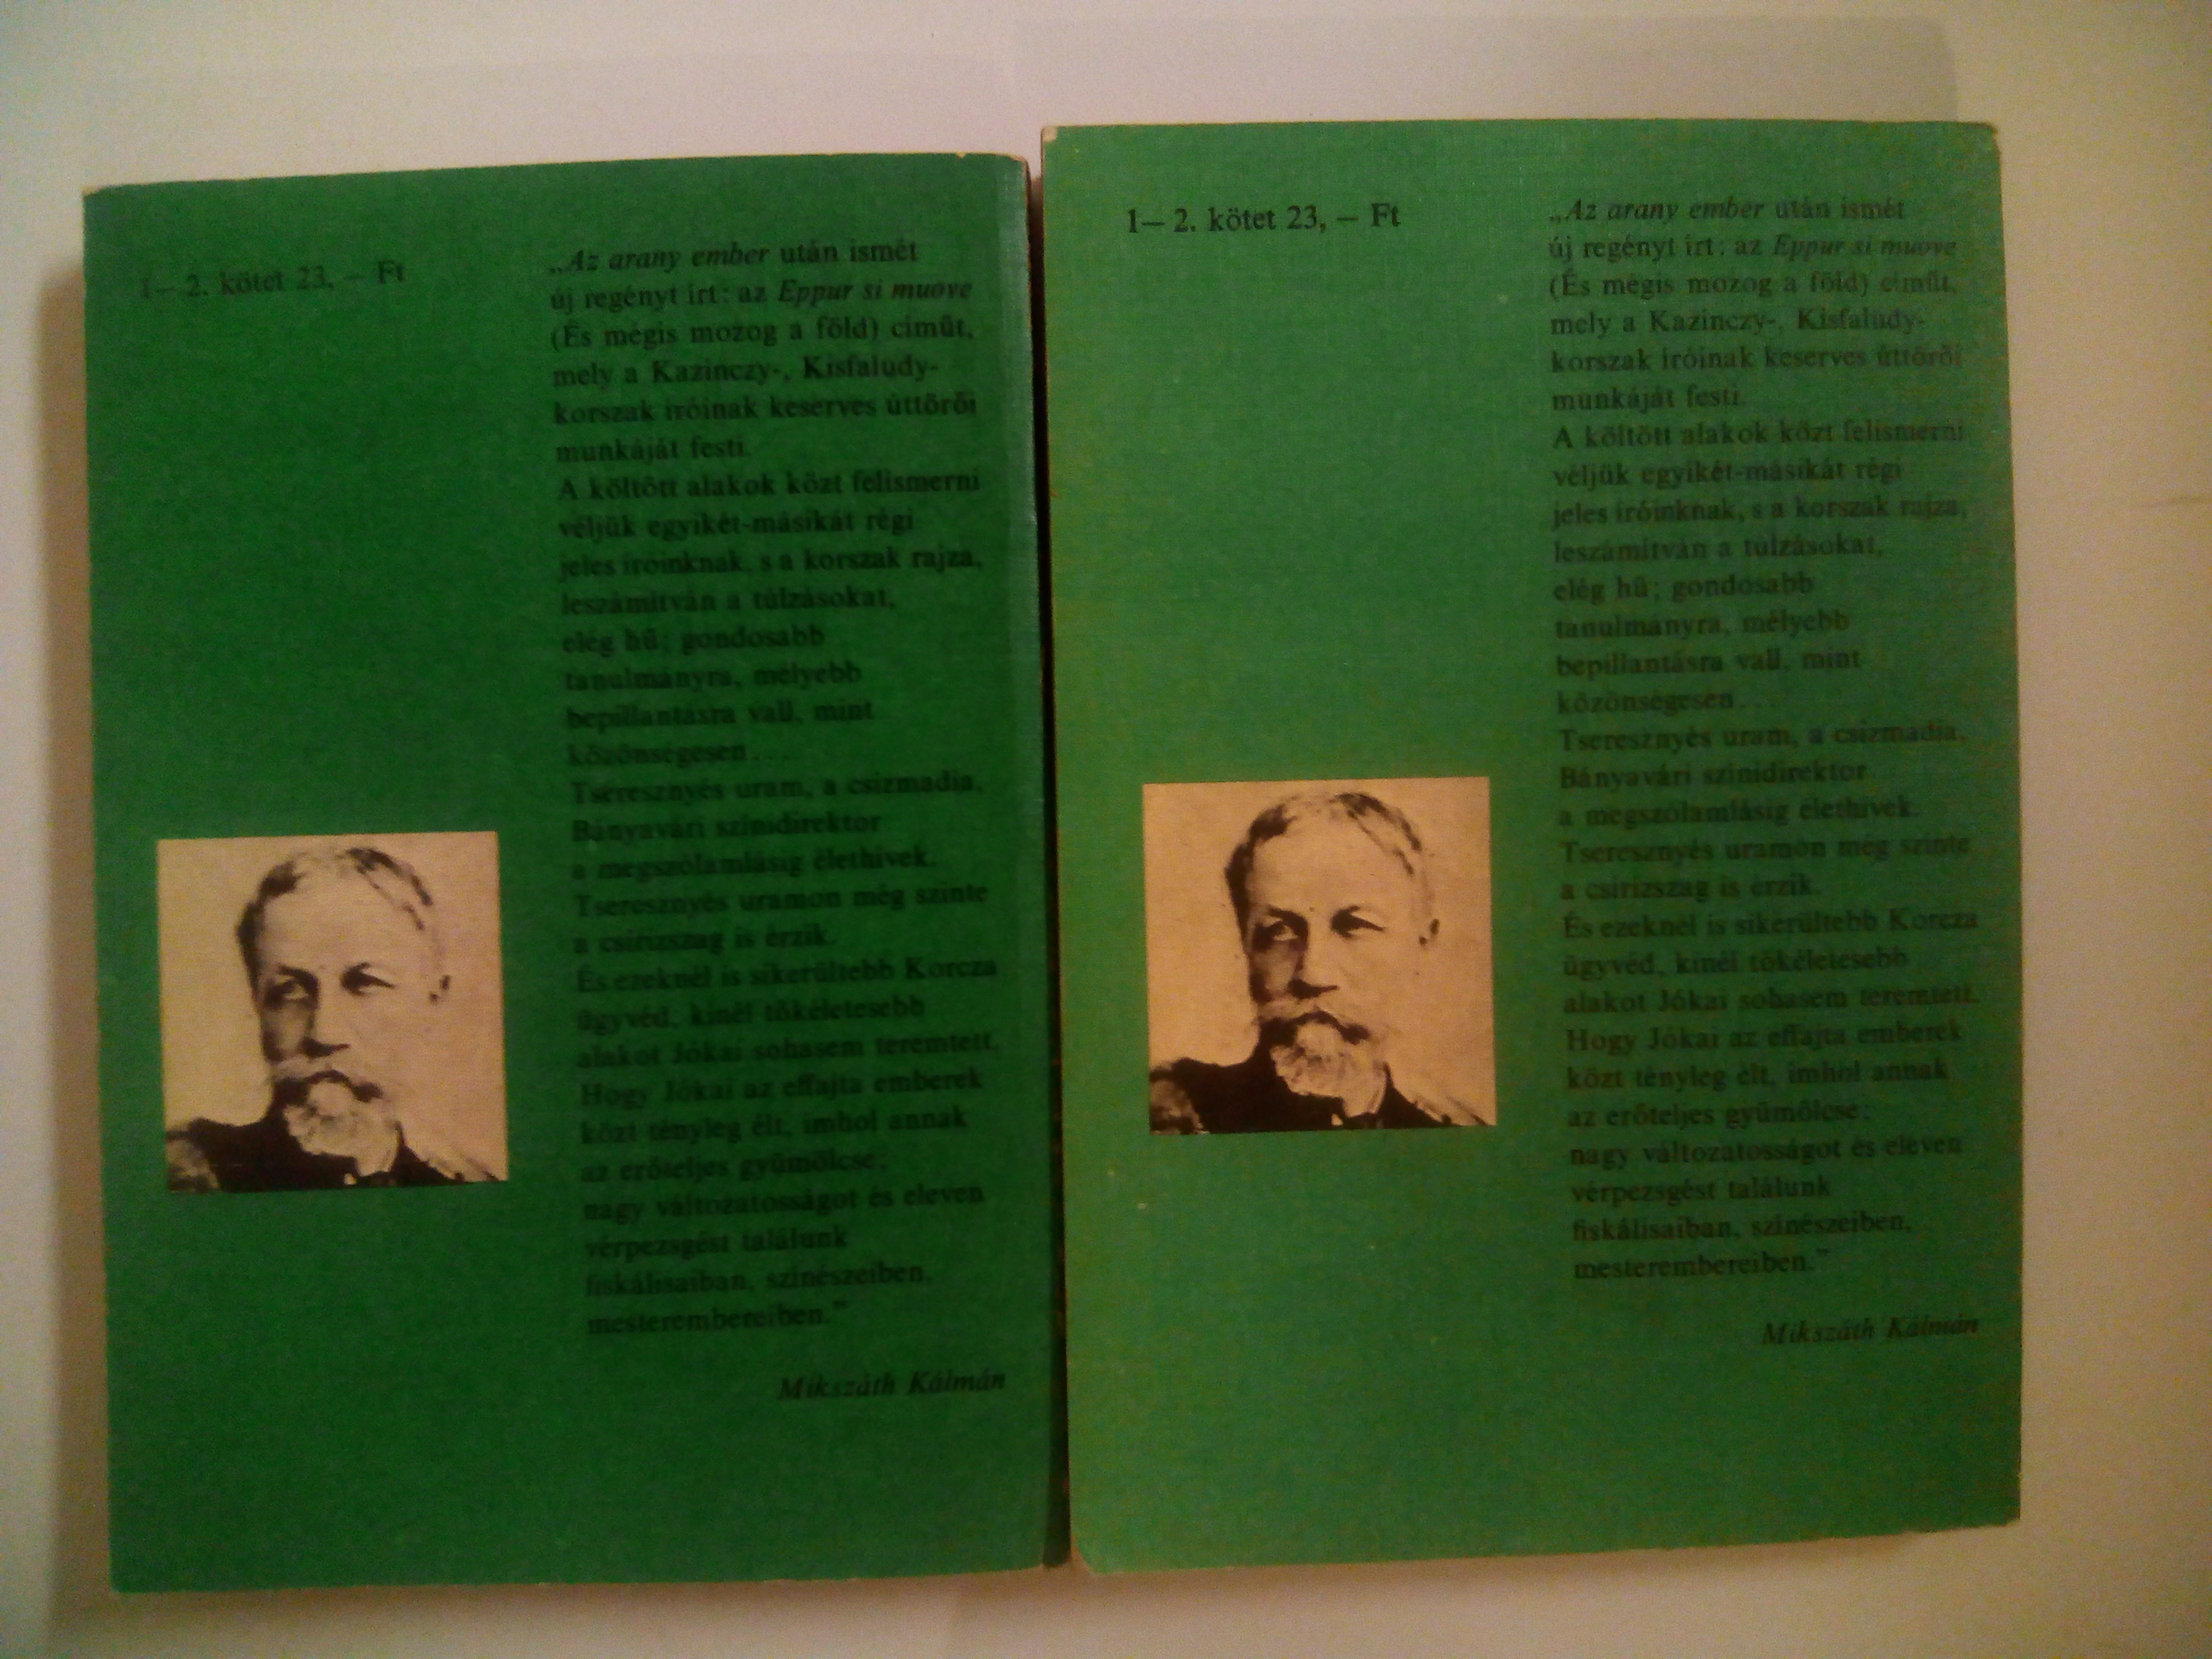 1– 2. kötet 23, – Ft
„Az arany ember után ismét
új regényt írt: az Eppur si muove
(És mégis mozog a föld) címűt,
mely a Kazinczy-, Kisfaludy-
korszak íróinak keserves úttörői
munkáját festi.
A költött alakok közt felismerni
véljük egyikét-másikát régi
jeles íróinknak, s a korszak rajza,
leszámítván a túlzásokat,
elég hű; gondosabb
tanulmányra, mélyebb
bepillantásra vall, mint
közönségesen...
Tseresznyés uram, a csizmadia,
Bányavári színidirektor
a megszólamlásig élethívek.
Tseresznyés uramon még szinte
a csirizszag is érzik.
És ezeknél is sikerültebb Korcza
ügyvéd, kinél tökéletesebb
alakot Jókai sohasem teremtett.
Hogy Jókai az effajta emberek
közt tényleg élt, imhol annak
az erőteljes gyümölcse;
nagy változatosságot és eleven
vérpezsgést találunk
fiskálisaiban, színészeiben,
mesterembereiben.”
Mikszáth Kálmán
1– 2. kötet 23, – Ft
„Az arany ember után ismét
új regényt írt: az Eppur si muove
(És mégis mozog a föld) címűt,
mely a Kazinczy-, Kisfaludy-
korszak íróinak keserves úttörői
munkáját festi.
A költött alakok közt felismerni
véljük egyikét-másikát régi
jeles íróinknak, s a korszak rajza,
leszámítván a túlzásokat,
elég hű; gondosabb
tanulmányra, mélyebb
bepillantásra vall, mint
közönségesen...
Tseresznyés uram, a csizmadia,
Bányavári színidirektor
a megszólamlásig élethívek.
Tseresznyés uramon még szinte
a csirizszag is érzik.
És ezeknél is sikerültebb Korcza
ügyvéd, kinél tökéletesebb
alakot Jókai sohasem teremtett.
Hogy Jókai az effajta emberek
közt tényleg élt, imhol annak
az erőteljes gyümölcse;
nagy változatosságot és eleven
vérpezsgést találunk
fiskálisaiban, színészeiben,
mesterembereiben.”
Mikszáth Kálmán